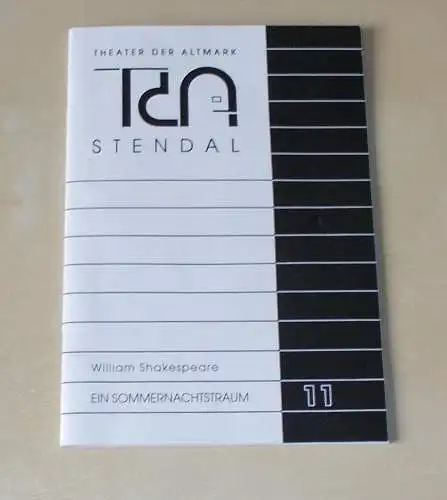 THEATER DER ALTMARK
TdA
STENDAL
William Shakespeare
EIN SOMMERNACHTSTRAUM 11